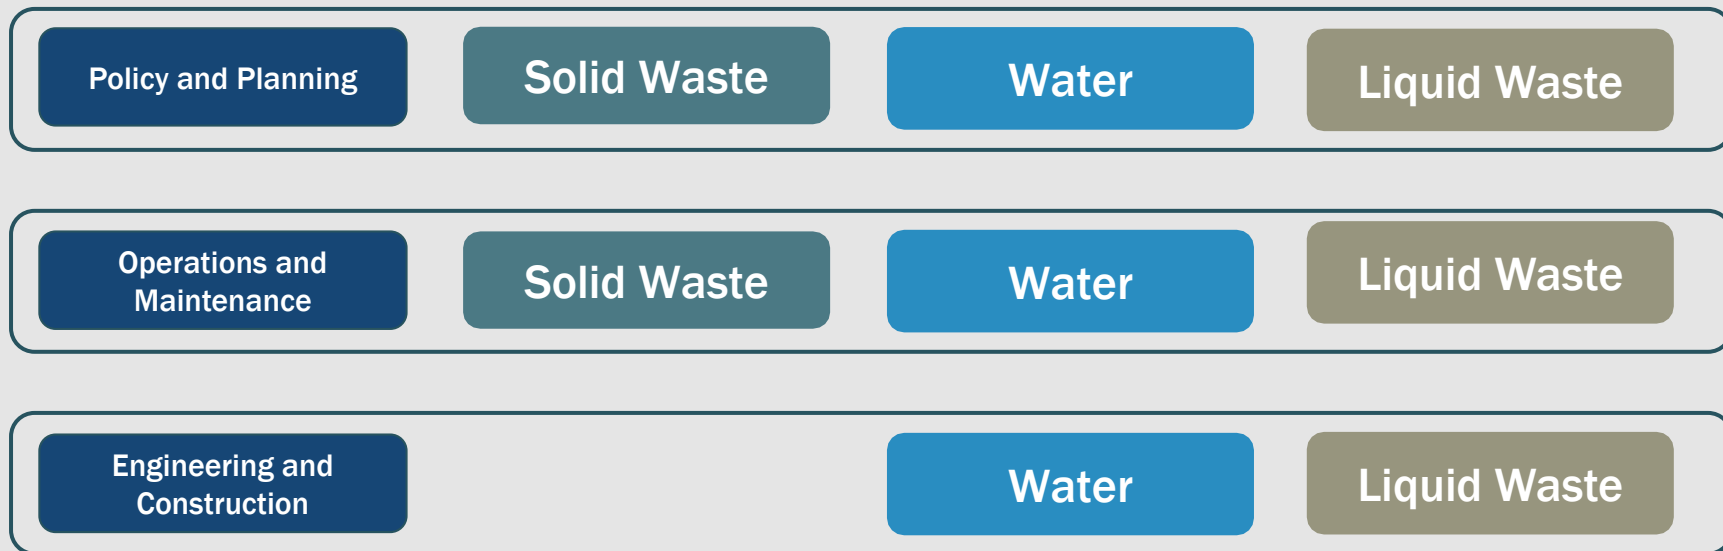 Policy and Planning
Solid Waste
Water
Liquid Waste
Operations and
Maintenance
Solid Waste
Water
Liquid Waste
Engineering and
Construction
Water
Liquid Waste